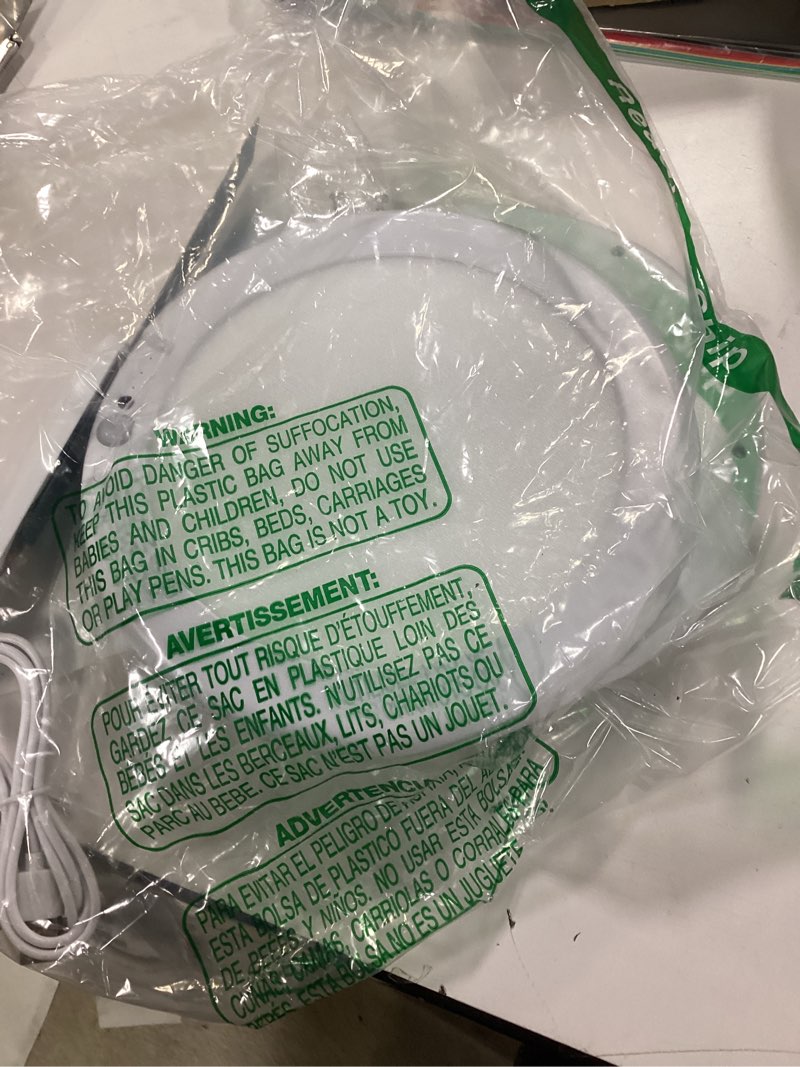 WARNING:
TO AVOID DANGER OF SUFFOCATION,
KEEP THIS PLASTIC BAG AWAY FROM
BABIES AND CHILDREN, DO NOT USE
THIS BAG IN CRIBS, BEDS, CARRIAGES
OR PLAY PENS. THIS BAG IS NOT A TOY.
AVERTISSEMENT:
POUR ÉVITER TOUT RISQUE D'ÉTOUFFEMENT,
GARDEZ CE SAC EN PLASTIQUE LOIN DES
BEBES ET LES ENFANTS. N'UTILISEZ PAS CE
SAC DANS LES BERCEAUX, LITS, CHARIOTS OU
PARC AU BEBE. CE SAC N'EST PAS UN JOUET.
ADVERTENCI
PARA EVITAR EL PELIGRO DE
ESTA BOLSA DE PLASTICO FUERA DEL
DE BEBES Y NIÑOS. NO USAR ESTA BOLSA EN
CUNAS, CAMAS, CARRIOLAS O CORRALES PARA
BEBES. ESTA BOLSA NO ES UN JUGUETE.